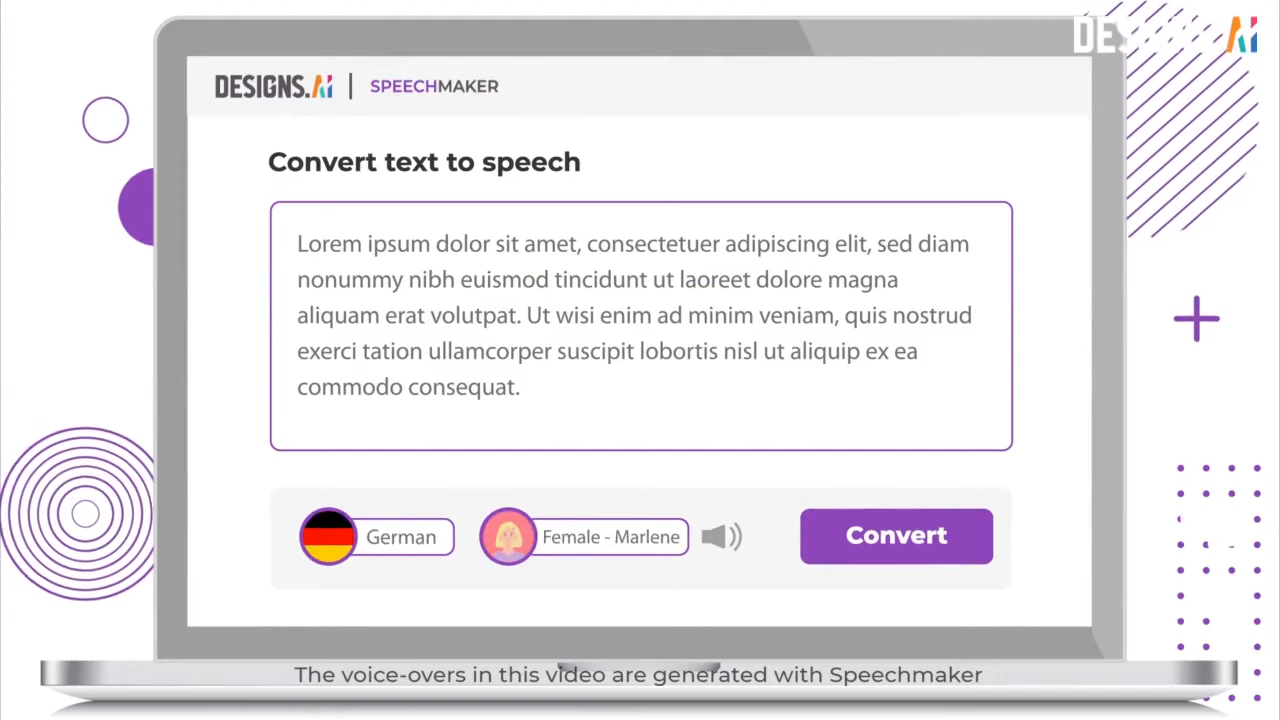 DESIGNS.AI
DESIGNS.AI | SPEECHMAKER
Convert text to speech
Lorem ipsum dolor sit amet, consectetuer adipiscing elit, sed diam
nonummy nibh euismod tincidunt ut laoreet dolore magna
aliquam erat volutpat. Ut wisi enim ad minim veniam, quis nostrud
exerci tation ullamcorper suscipit lobortis nisl ut aliquip ex ea
commodo consequat.
German
Female - Marlene
Convert
The voice-overs in this video are generated with Speechmaker